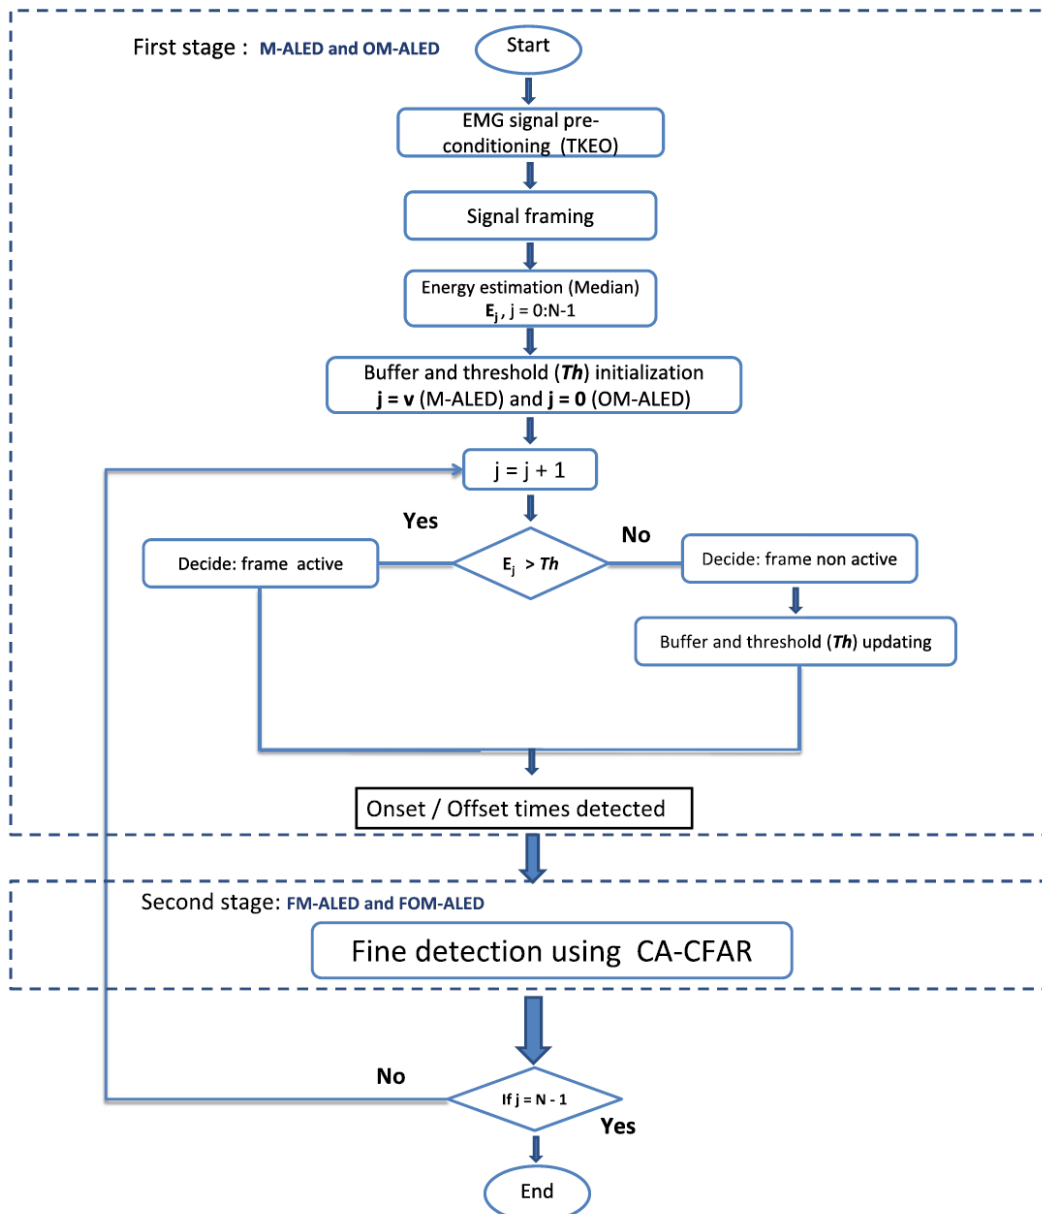 First stage : M-ALED and OM-ALED
Start
EMG signal pre-
conditioning (TKEO)
Signal framing
Energy estimation (Median)
Ej , j = 0:N-1
Buffer and threshold (Th) initialization
j = v (M-ALED) and j = 0 (OM-ALED)
j = j + 1
Yes
No
Decide: frame active
Ej > Th
Decide: frame non active
Buffer and threshold (Th) updating
Onset / Offset times detected
Second stage: FM-ALED and FOM-ALED
Fine detection using CA-CFAR
No
If j = N - 1
Yes
End